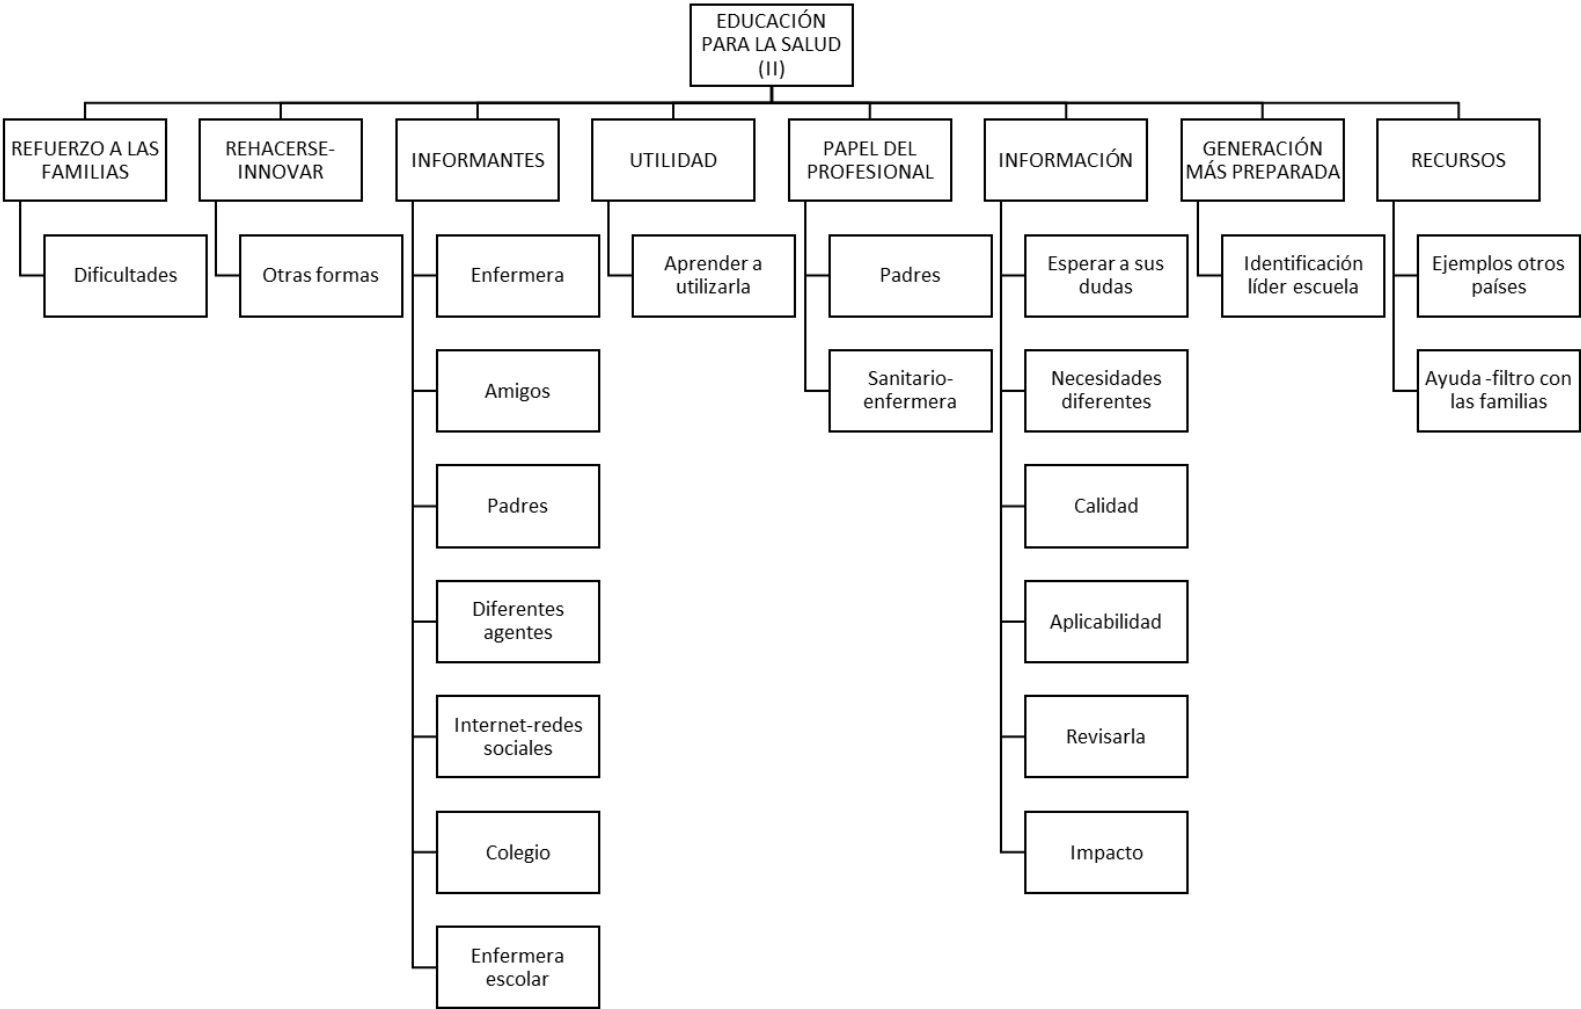 EDUCACIÓN
PARA LA SALUD
(II)
REFUERZO A LAS
FAMILIAS
Dificultades
REHACERSE-
INNOVAR
Otras formas
INFORMANTES
Enfermera
Amigos
Padres
Diferentes
agentes
Internet-redes
sociales
Colegio
Enfermera
escolar
UTILIDAD
Aprender a
utilizarla
PAPEL DEL
PROFESIONAL
Padres
Sanitario-
enfermera
INFORMACIÓN
Esperar a sus
dudas
Necesidades
diferentes
Calidad
Aplicabilidad
Revisarla
Impacto
GENERACIÓN
MÁS PREPARADA
Identificación
líder escuela
RECURSOS
Ejemplos otros
países
Ayuda -filtro con
las familias